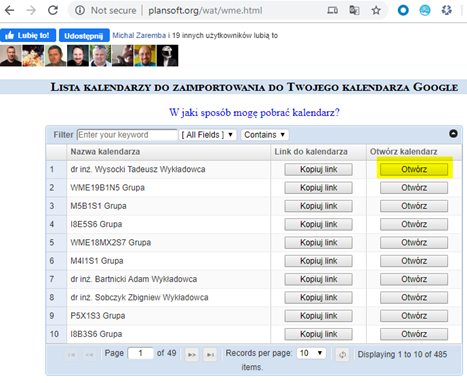 Not secure | plansoft.org/wat/wme.html
Lubię to! Udostępnij Michal Zaremba i 19 innych użytkowników lubią to
Lista kalendarzy do zaimportowania do Twojego kalendarza Google
W jaki sposób mogę pobrać kalendarz?
Filter Enter your keyword [ All Fields ] Contains
Nazwa kalendarza Link do kalendarza Otwórz kalendarz
1 dr inż. Wysocki Tadeusz Wykładowca Kopiuj link Otwórz
2 WME19B1N5 Grupa Kopiuj link Otwórz
3 M5B1S1 Grupa Kopiuj link Otwórz
4 I8E5S6 Grupa Kopiuj link Otwórz
5 WME18MX2S7 Grupa Kopiuj link Otwórz
6 M4I1S1 Grupa Kopiuj link Otwórz
7 dr inż. Bartnicki Adam Wykładowca Kopiuj link Otwórz
8 dr inż. Sobczyk Zbigniew Wykładowca Kopiuj link Otwórz
9 P5X1S3 Grupa Kopiuj link Otwórz
10 I8B3S6 Grupa Kopiuj link Otwórz
Page 1 of 49 Records per page: 10 Displaying 1 to 10 of 485
items.